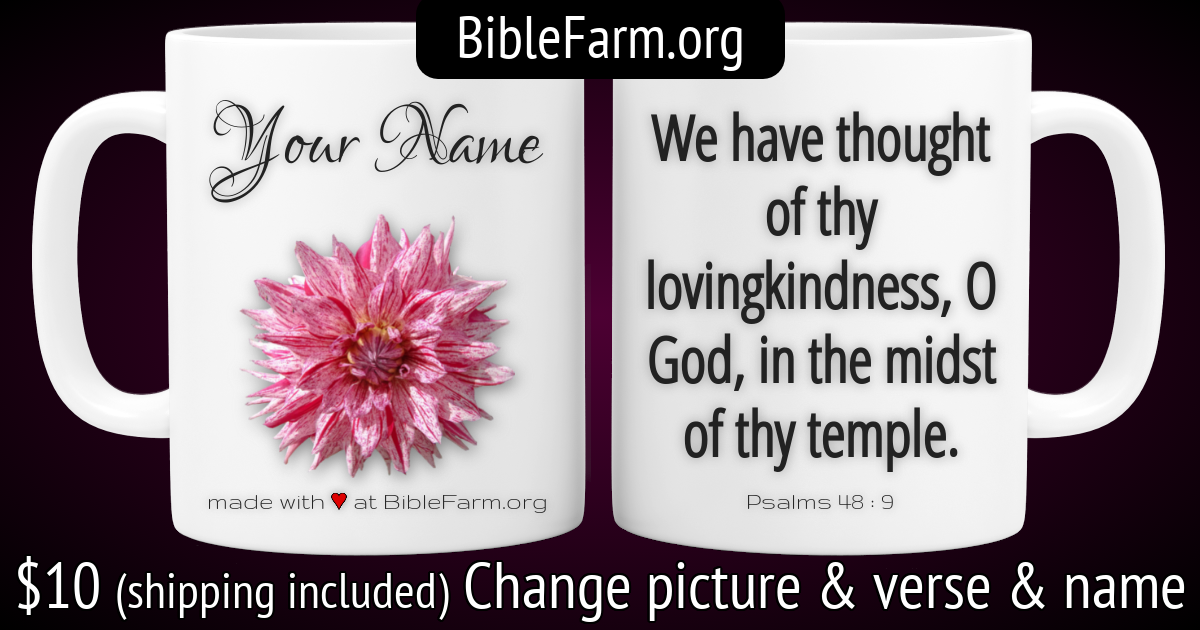 BibleFarm.org
Your Name
made with ♥ at BibleFarm.org
We have thought
of thy
lovingkindness, O
God, in the midst
of thy temple.
Psalms 48 : 9
$10 (shipping included) Change picture & verse & name